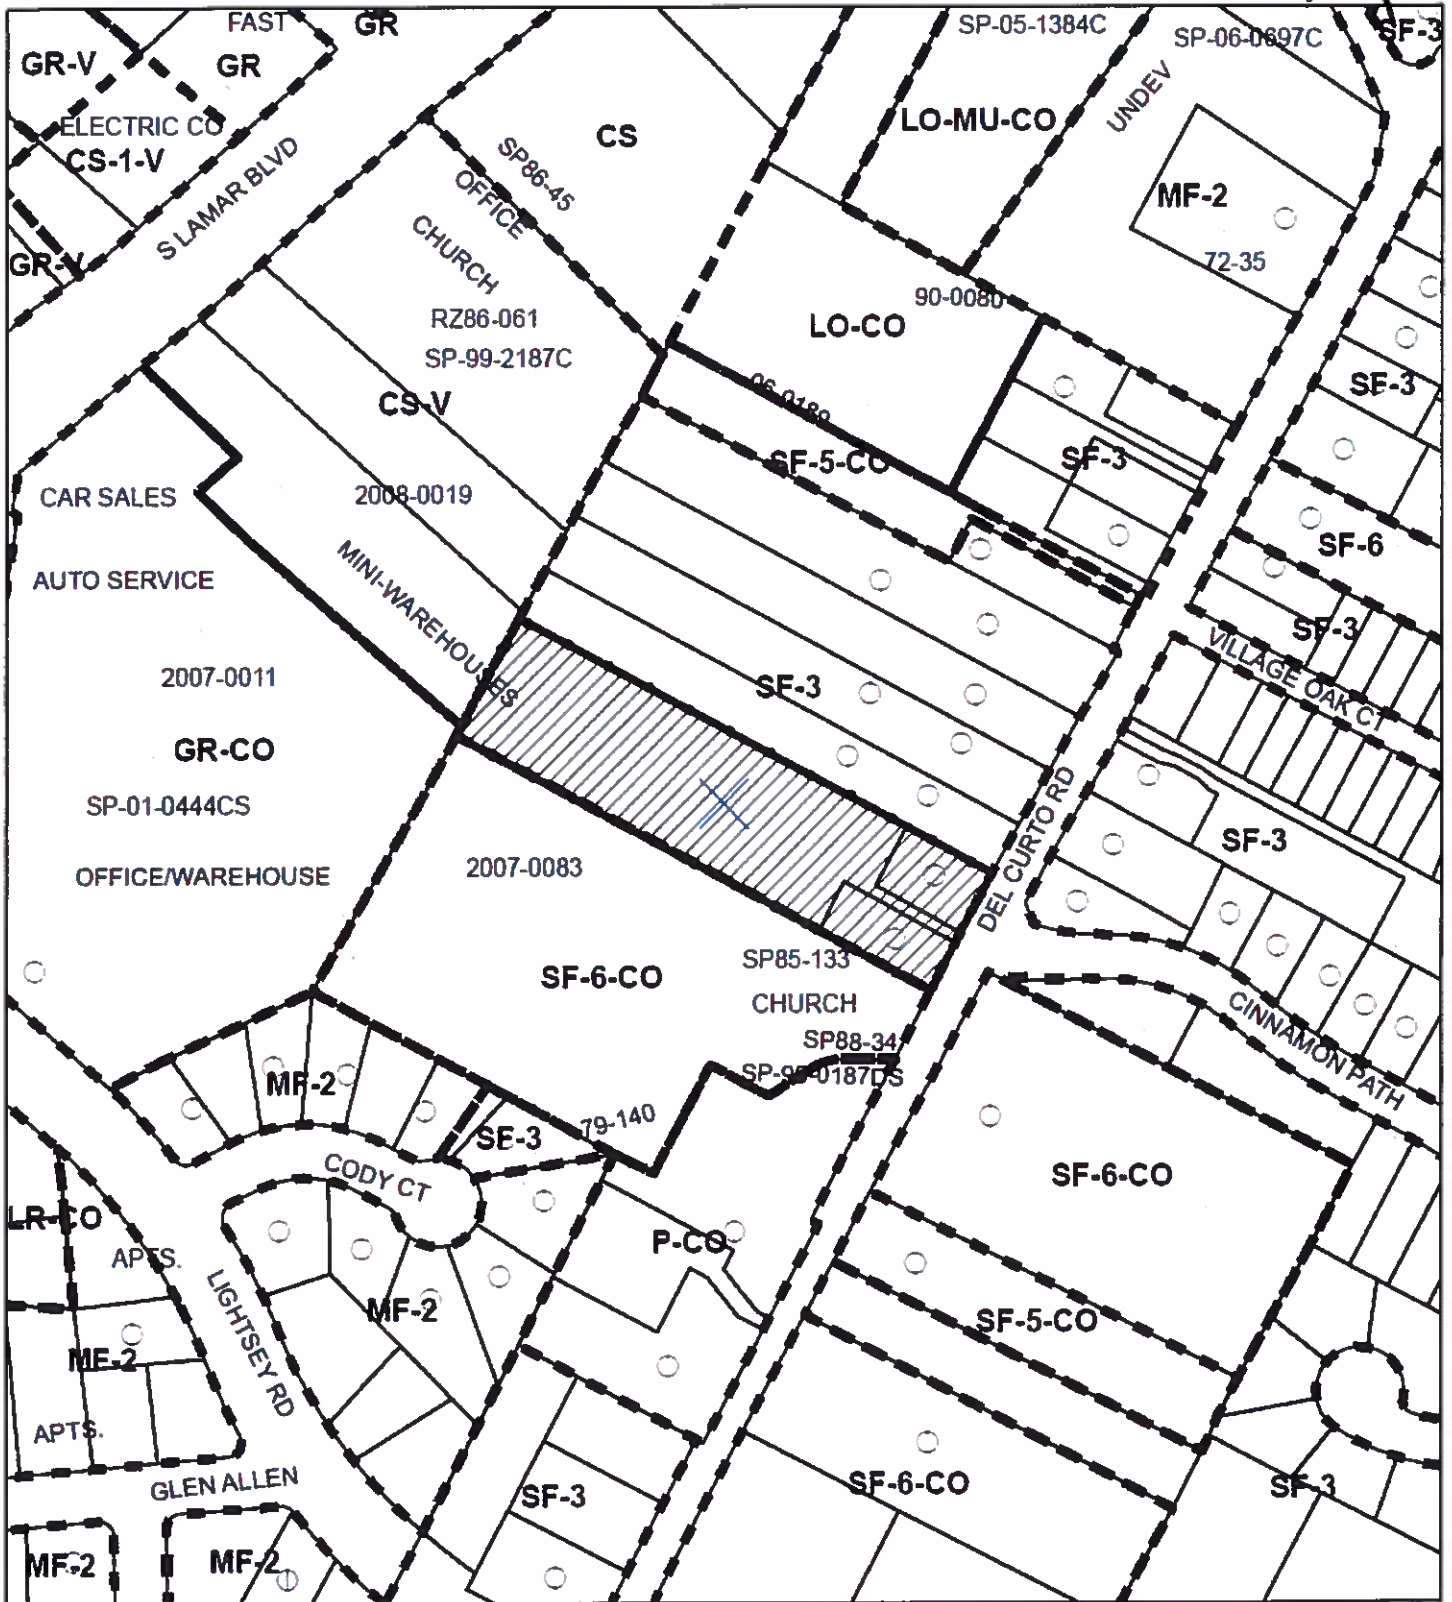 FAST
GR
SP-05-1384C
SP-06-0697C
SF-3
GR-V
GR
ELECTRIC CO
CS-1-V
S LAMAR BLVD
CS
SP86-45
OFFICE
LO-MU-CO
UNDEV
MF-2
72-35
GR-V
CHURCH
RZ86-061
SP-99-2187C
90-0080
LO-CO
CS-V
06-0189
SF-3
SF-5-CO
SF-3
CAR SALES
2008-0019
AUTO SERVICE
MINI-WAREHOUSES
SF-6
SF-3
VILLAGE OAK CT
2007-0011
SF-3
GR-CO
SP-01-0444CS
OFFICE/WAREHOUSE
2007-0083
DEL CURTO RD
SF-3
SP85-133
SF-6-CO
CHURCH
SP88-34
CINNAMON PATH
MF-2
79-140
SF-3
CODY CT
SF-6-CO
LR-CO
P-CO
APTS.
LIGHTSEY RD
MF-2
SF-5-CO
MF-2
APTS.
GLEN ALLEN
SF-3
SF-6-CO
SF-3
MF-2
MF-2